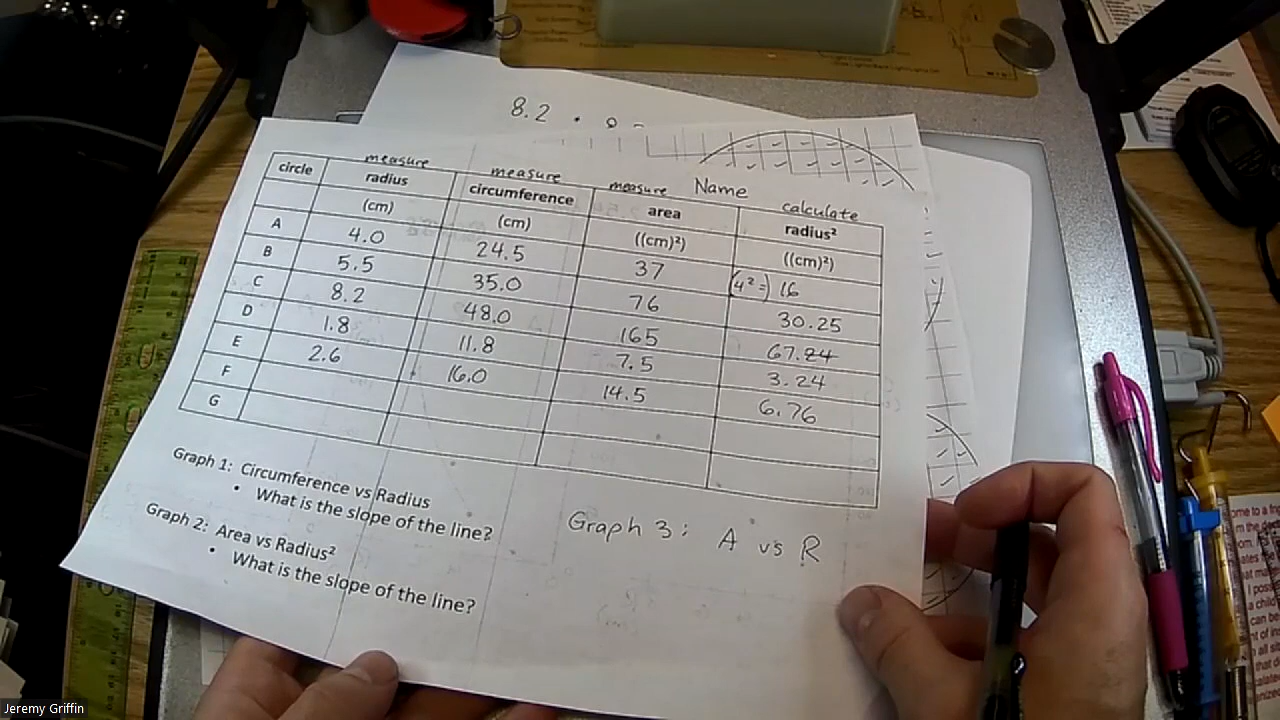 8.2
measure measure measure Name calculate
circle radius circumference area radius²
(cm) (cm) ((cm)²) ((cm)²)
A 4.0 24.5 37 (4² =) 16
B 5.5 35.0 76 30.25
C 8.2 48.0 165 67.24
D 1.8 11.8 7.5 3.24
E 2.6 16.0 14.5 6.76
F
G
Graph 1: Circumference vs Radius
• What is the slope of the line?
Graph 2: Area vs Radius²
• What is the slope of the line?
Graph 3: A vs R
Jeremy Griffin